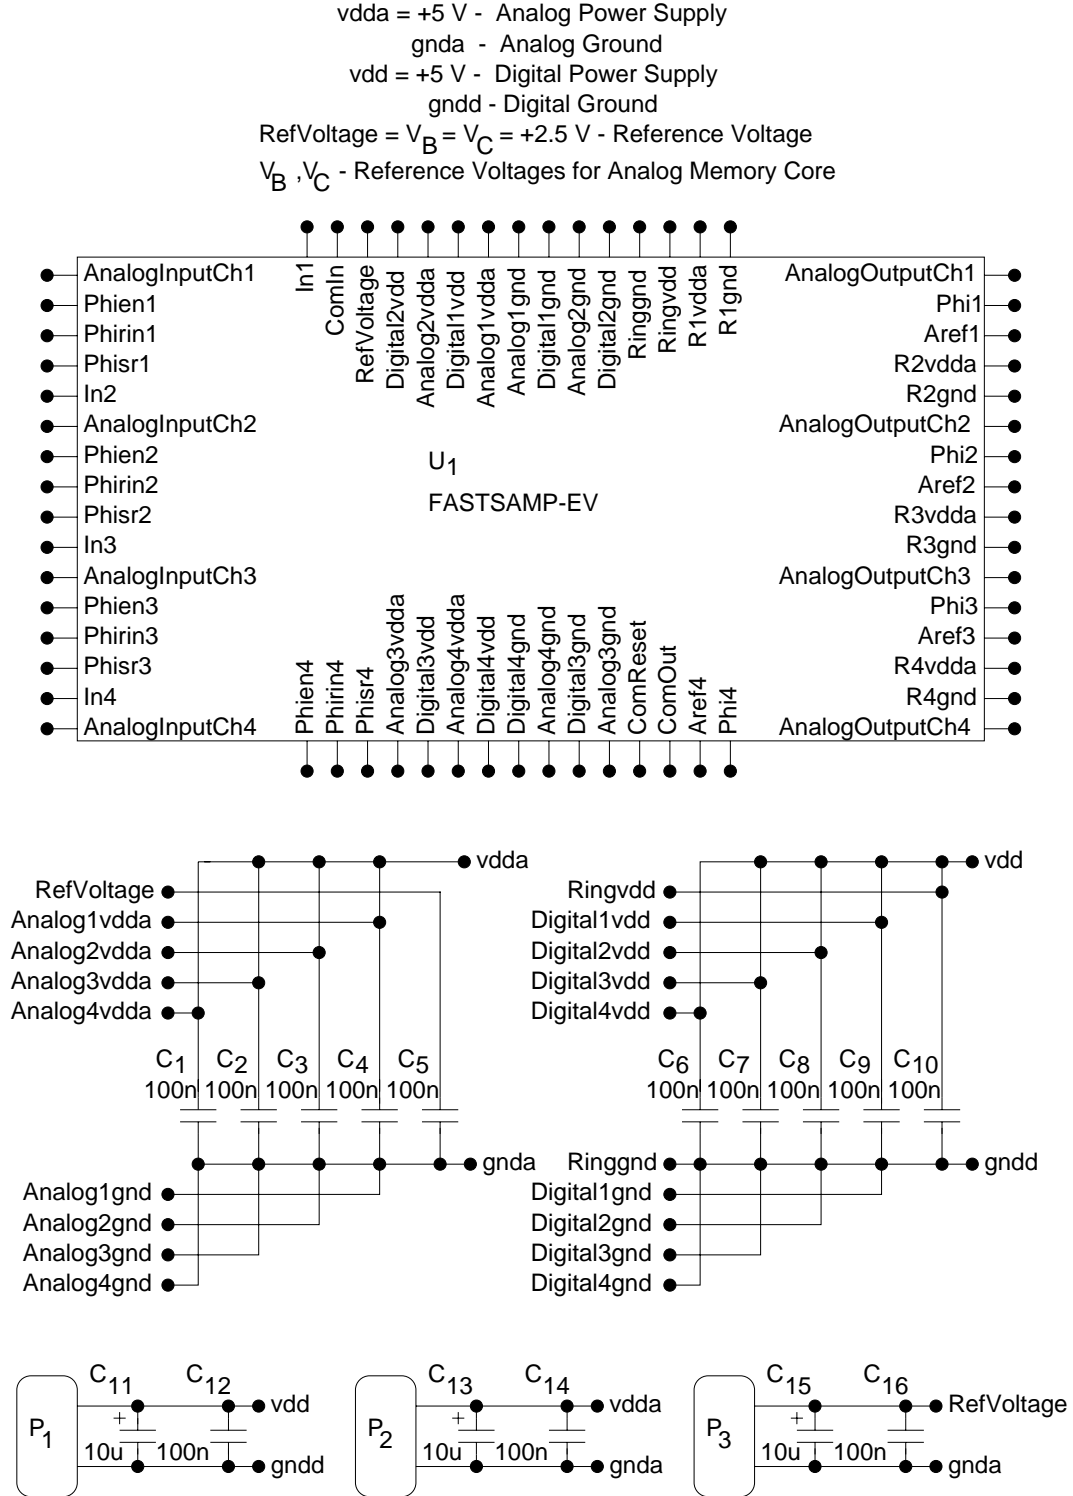 vdda = +5 V - Analog Power Supply
gnda - Analog Ground
vdd = +5 V - Digital Power Supply
gndd - Digital Ground
RefVoltage = VB = VC = +2.5 V - Reference Voltage
VB ,VC - Reference Voltages for Analog Memory Core
In1
ComIn
RefVoltage
Digital2vdd
Analog2vdda
Digital1vdd
Analog1vdda
Analog1gnd
Digital1gnd
Analog2gnd
Digital2gnd
Ringgnd
Ringvdd
R1vdda
R1gnd
AnalogInputCh1
Phien1
Phirin1
Phisr1
In2
AnalogInputCh2
Phien2
Phirin2
Phisr2
In3
AnalogInputCh3
Phien3
Phirin3
Phisr3
In4
AnalogInputCh4
U1
FASTSAMP-EV
AnalogOutputCh1
Phi1
Aref1
R2vdda
R2gnd
AnalogOutputCh2
Phi2
Aref2
R3vdda
R3gnd
AnalogOutputCh3
Phi3
Aref3
R4vdda
R4gnd
AnalogOutputCh4
Phien4
Phirin4
Phisr4
Analog3vdda
Digital3vdd
Analog4vdda
Digital4vdd
Digital4gnd
Analog4gnd
Digital3gnd
Analog3gnd
ComReset
ComOut
Aref4
Phi4
vdda
RefVoltage
Analog1vdda
Analog2vdda
Analog3vdda
Analog4vdda
C1 C2 C3 C4 C5
100n 100n 100n 100n 100n
gnda
Analog1gnd
Analog2gnd
Analog3gnd
Analog4gnd
vdd
Ringvdd
Digital1vdd
Digital2vdd
Digital3vdd
Digital4vdd
C6 C7 C8 C9 C10
100n 100n 100n 100n 100n
Ringgnd gndd
Digital1gnd
Digital2gnd
Digital3gnd
Digital4gnd
P1
C11 C12
vdd
+
10u 100n
gndd
P2
C13 C14
vdda
+
10u 100n
gnda
P3
C15 C16
RefVoltage
+
10u 100n
gnda